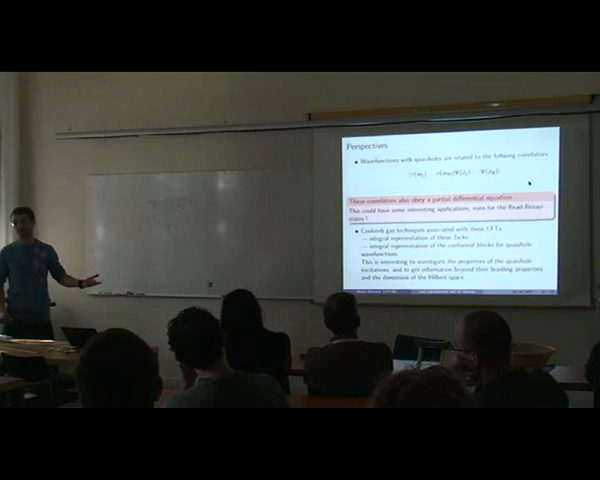 Perspectives
Wavefunctions with quasiholes are related to the follwing correlators
These correlators also obey a partial differential equation
This could have some interesting applications, even for the Read-Rezayi
states !
Coulomb gas techniques associated with these CFTs
→ integral representation of these Jacks
→ integral representation of the conformal blocks for quasihole
wavefunctions
This is interesting to investigate the properties of the quasihole
excitations, and to get information beyond their braiding properties
and the dimension of the Hilbert space